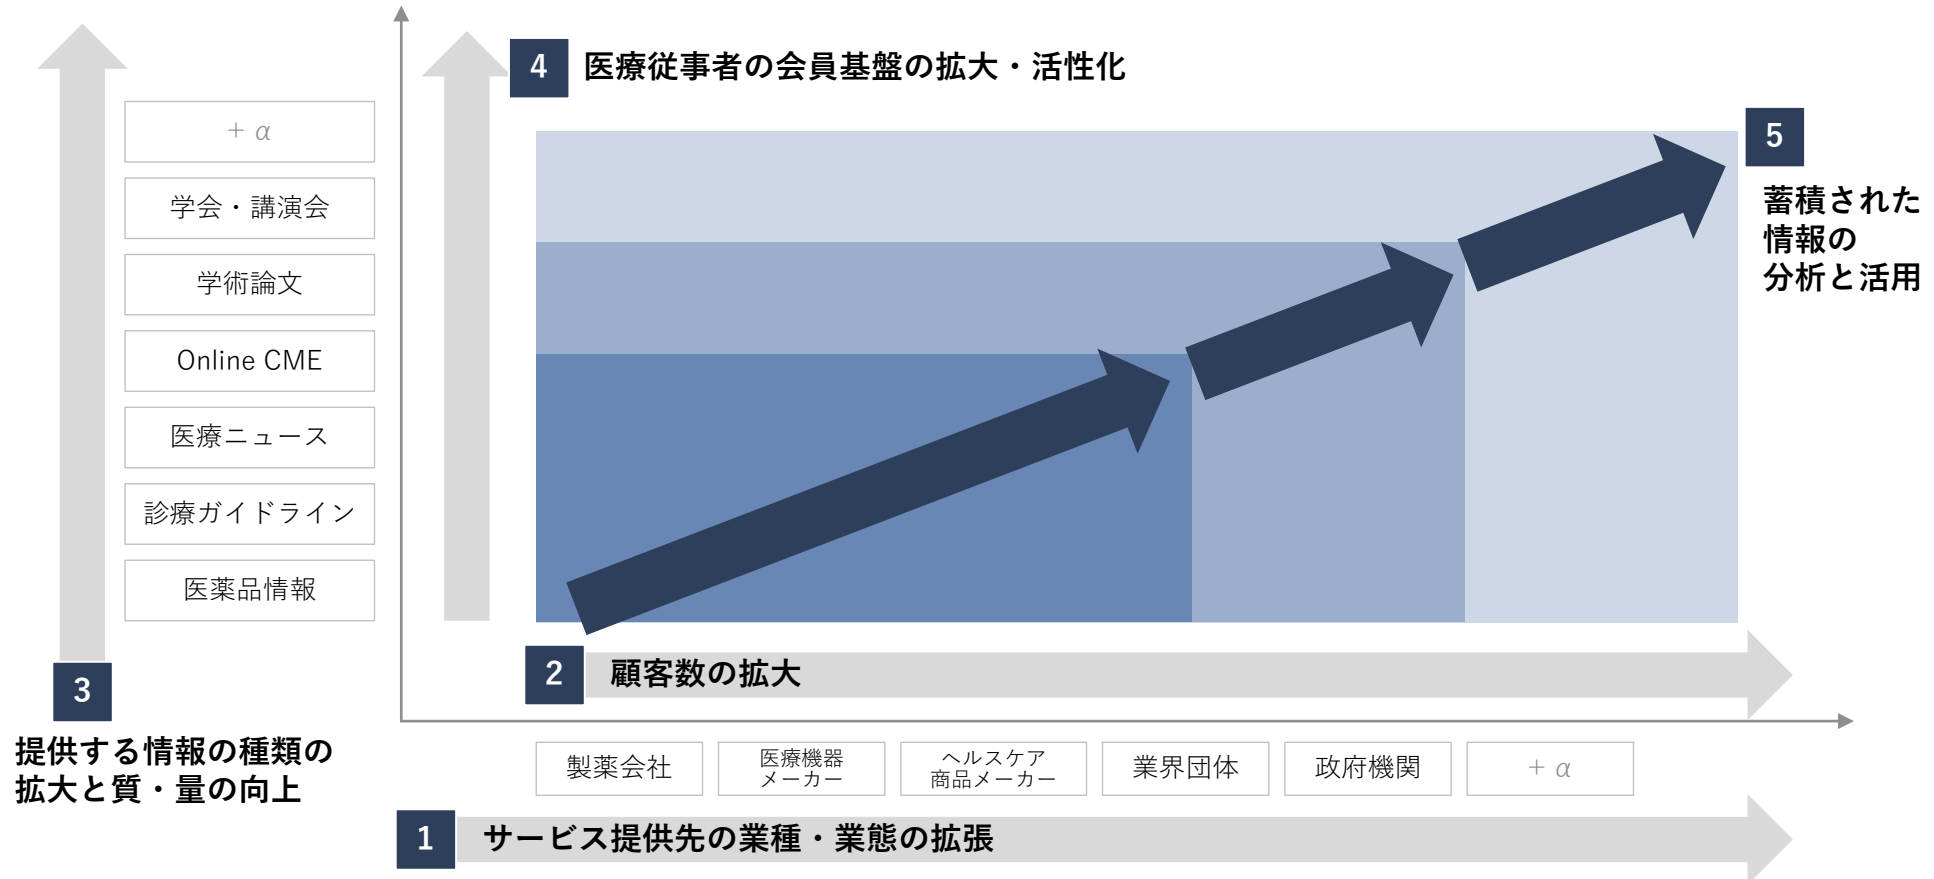 4
医療従事者の会員基盤の拡大・活性化
+ α
学会・講演会
学術論文
Online CME
医療ニュース
診療ガイドライン
医薬品情報
3
提供する情報の種類の
拡大と質・量の向上
5
蓄積された
情報の
分析と活用
2
顧客数の拡大
製薬会社
医療機器
メーカー
ヘルスケア
商品メーカー
業界団体
政府機関
+ α
1
サービス提供先の業種・業態の拡張